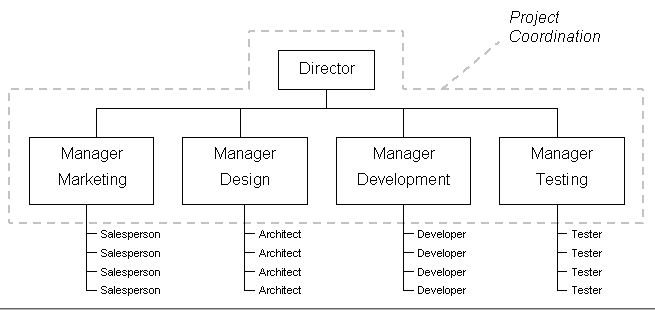 Project
Coordination
Director
Manager
Marketing
Manager
Design
Manager
Development
Manager
Testing
Salesperson
Salesperson
Salesperson
Salesperson
Architect
Architect
Architect
Architect
Developer
Developer
Developer
Developer
Tester
Tester
Tester
Tester